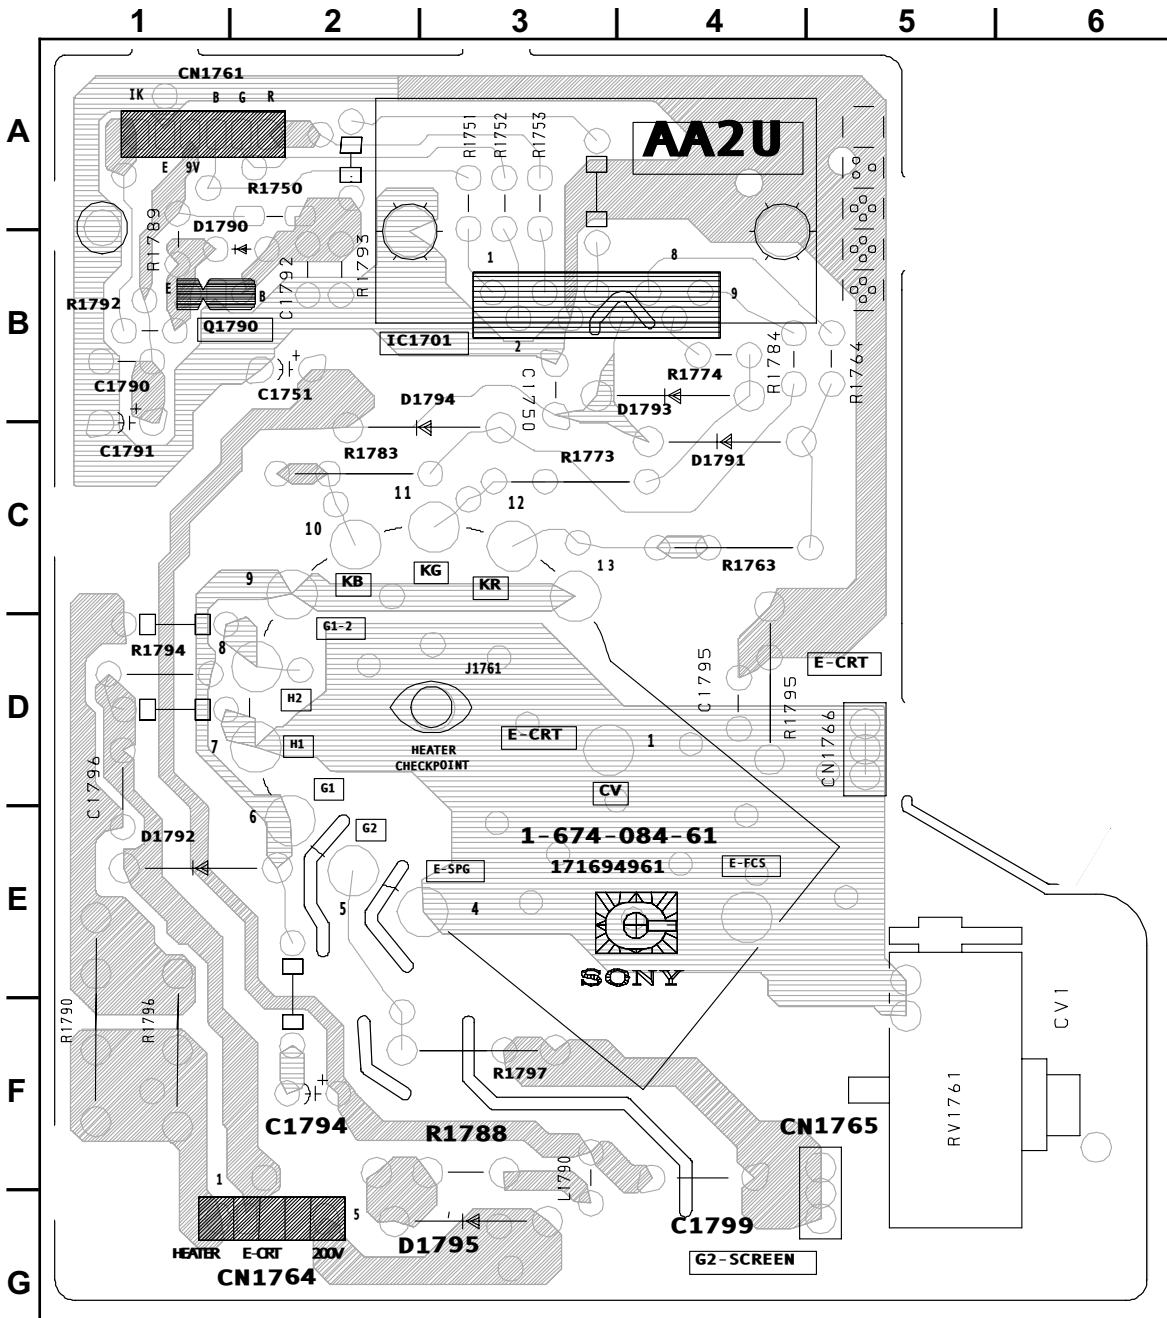 1 2 3 4 5 6
CN1761
IK B G R
A
AA2U
R1751
R1752
R1753
E 9V
R1750
R1789
D1790
C1792
R1793
1
8
E
B
9
R1792
B
Q1790
IC1701
2
R1784
R1764
C1790
C1751
C1750
R1774
D1794
D1793
C1791
R1783
R1773
D1791
11
12
C
10
13
R1763
9
KB
KG
KR
G1-2
R1794
8
J1761
C1795
E-CRT
R1795
D
H2
7
H1
E-CRT
1
CN1766
HEATER
CHECKPOINT
C1796
G1
CV
6
D1792
G2
1-674-084-61
E-SPG
171694961
E-FCS
E
5
4
SONY
R1790
R1796
CV1
R1797
F
RV1761
C1794
R1788
CN1765
1
L1790
5
C1799
HEATER E-CRT 200V
D1795
CN1764
G2-SCREEN
G